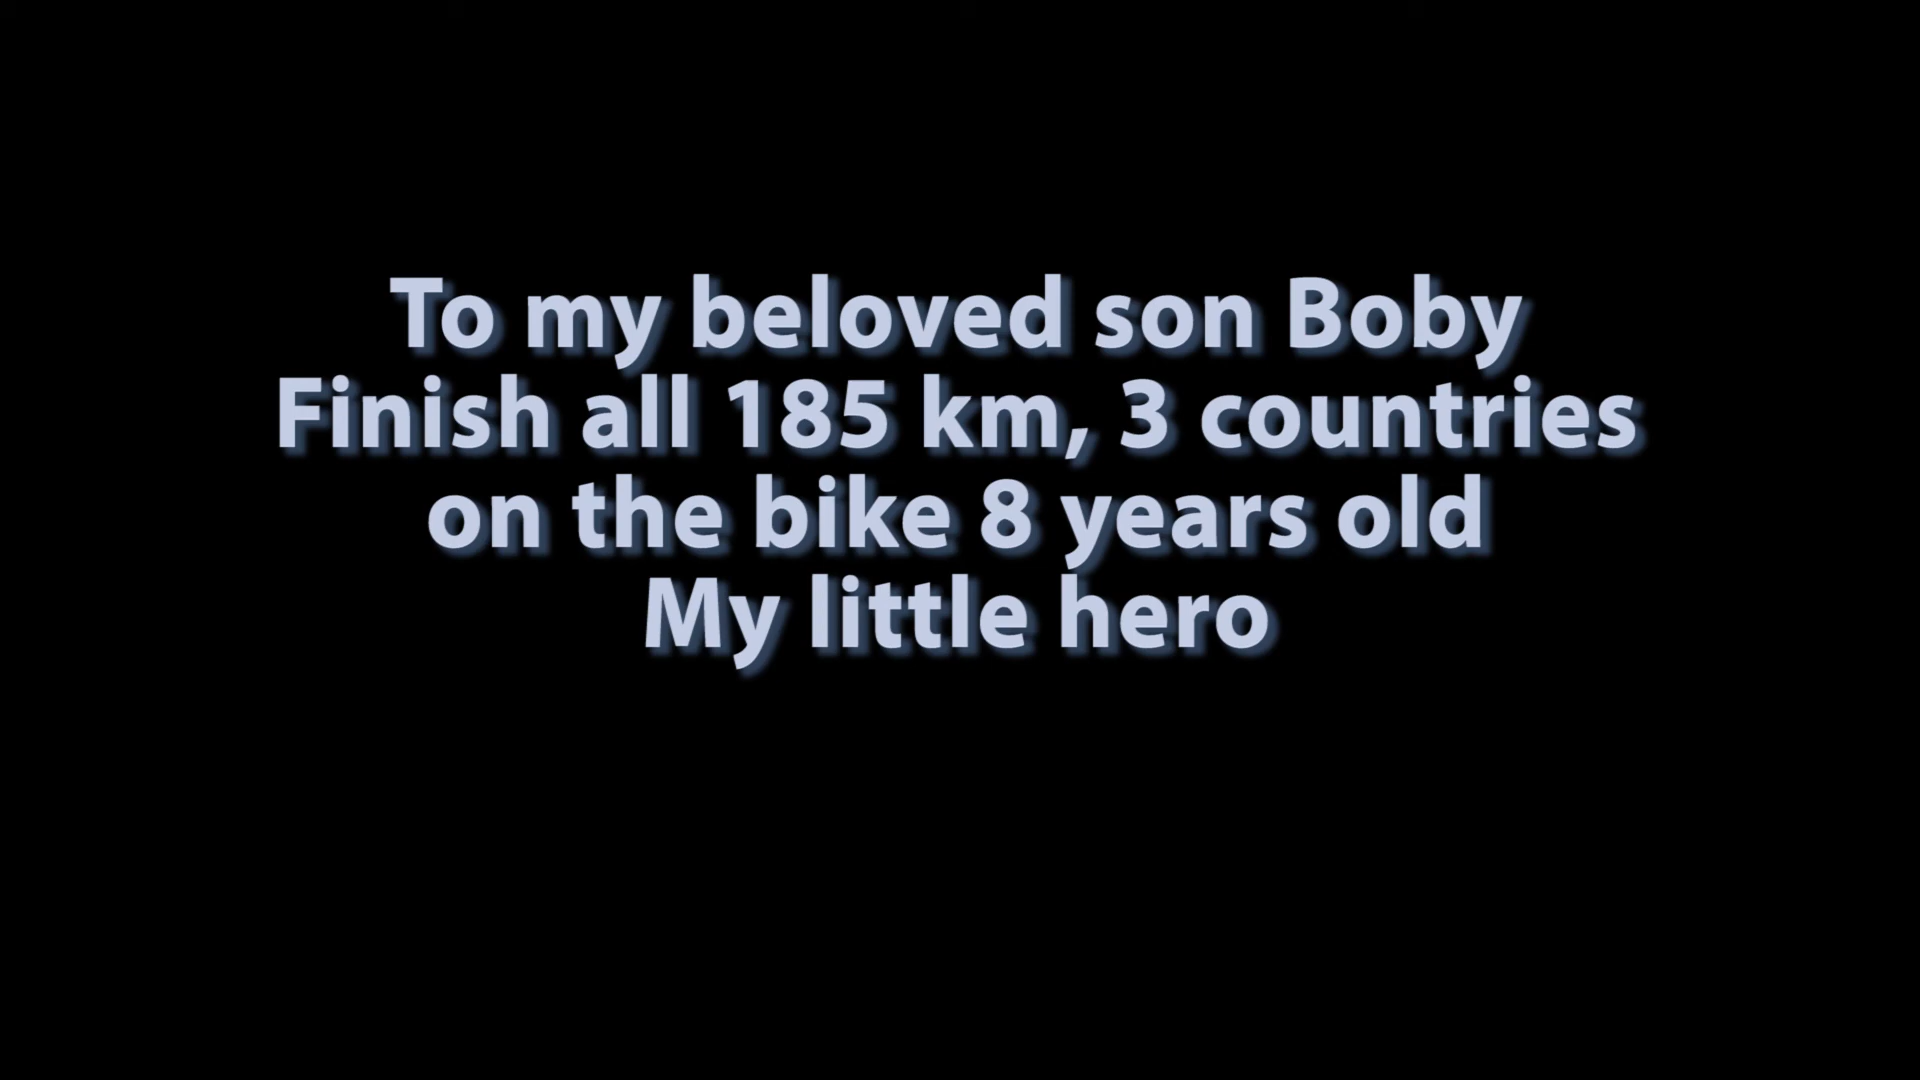 To my beloved son Boby
Finish all 185 km, 3 countries
on the bike 8 years old
My little hero